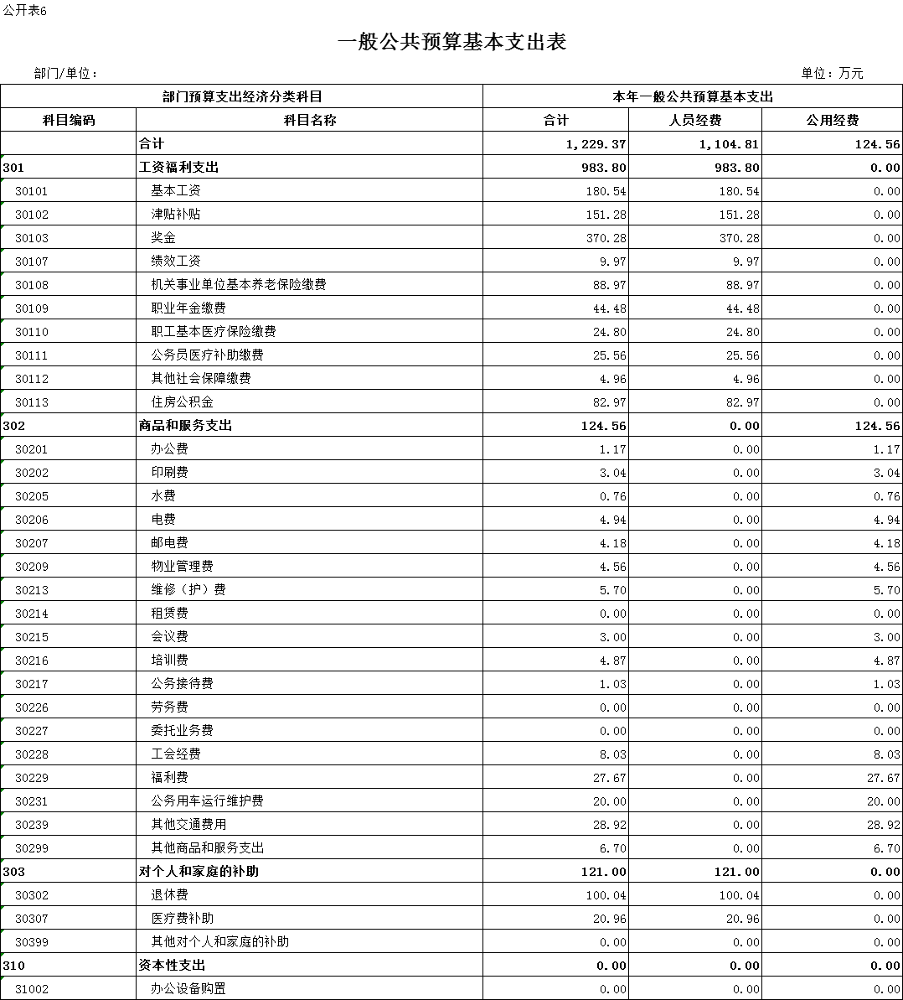 公开表6
一般公共预算基本支出表
部门/单位： 单位：万元
部门预算支出经济分类科目 本年一般公共预算基本支出
科目编码 科目名称 合计 人员经费 公用经费
合计 1,229.37 1,104.81 124.56
301 工资福利支出 983.80 983.80 0.00
30101 基本工资 180.54 180.54 0.00
30102 津贴补贴 151.28 151.28 0.00
30103 奖金 370.28 370.28 0.00
30107 绩效工资 9.97 9.97 0.00
30108 机关事业单位基本养老保险缴费 88.97 88.97 0.00
30109 职业年金缴费 44.48 44.48 0.00
30110 职工基本医疗保险缴费 24.80 24.80 0.00
30111 公务员医疗补助缴费 25.56 25.56 0.00
30112 其他社会保障缴费 4.96 4.96 0.00
30113 住房公积金 82.97 82.97 0.00
302 商品和服务支出 124.56 0.00 124.56
30201 办公费 1.17 0.00 1.17
30202 印刷费 3.04 0.00 3.04
30205 水费 0.76 0.00 0.76
30206 电费 4.94 0.00 4.94
30207 邮电费 4.18 0.00 4.18
30209 物业管理费 4.56 0.00 4.56
30213 维修（护）费 5.70 0.00 5.70
30214 租赁费 0.00 0.00 0.00
30215 会议费 3.00 0.00 3.00
30216 培训费 4.87 0.00 4.87
30217 公务接待费 1.03 0.00 1.03
30226 劳务费 0.00 0.00 0.00
30227 委托业务费 0.00 0.00 0.00
30228 工会经费 8.03 0.00 8.03
30229 福利费 27.67 0.00 27.67
30231 公务用车运行维护费 20.00 0.00 20.00
30239 其他交通费用 28.92 0.00 28.92
30299 其他商品和服务支出 6.70 0.00 6.70
303 对个人和家庭的补助 121.00 121.00 0.00
30302 退休费 100.04 100.04 0.00
30307 医疗费补助 20.96 20.96 0.00
30399 其他对个人和家庭的补助 0.00 0.00 0.00
310 资本性支出 0.00 0.00 0.00
31002 办公设备购置 0.00 0.00 0.00